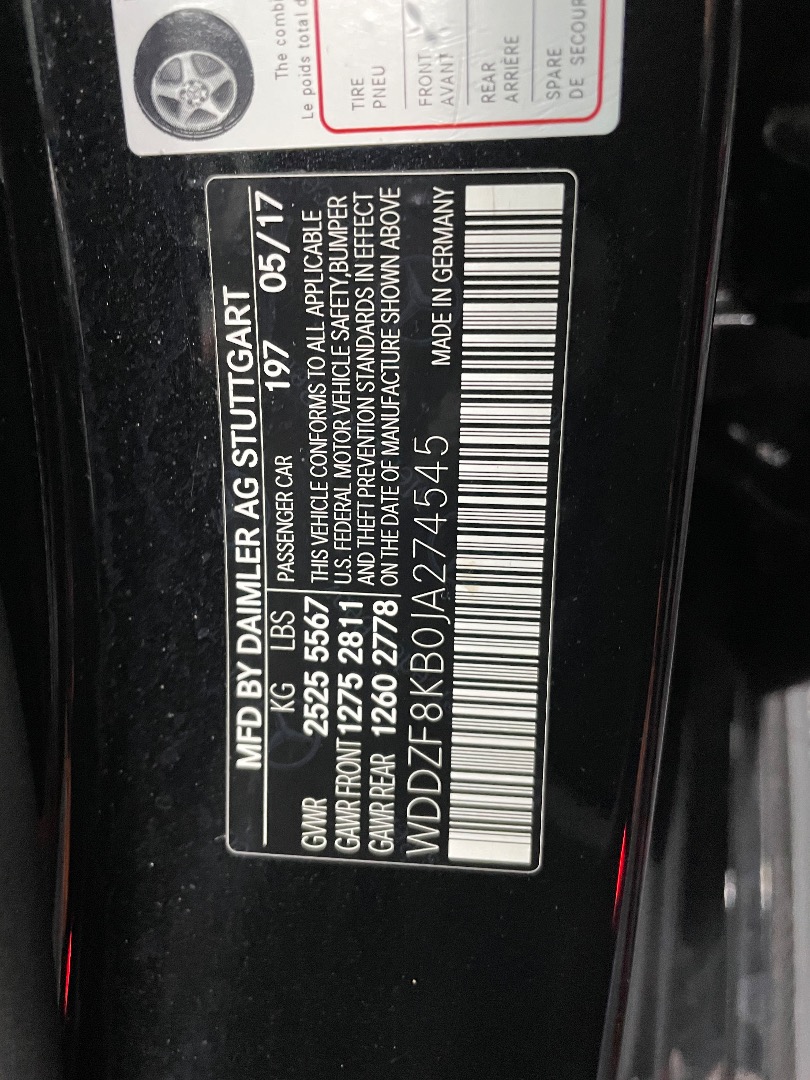 MFD BY DAIMLER AG STUTTGART
KG LBS
GVWR 2525 5567
GAWR FRONT 1275 2811
GAWR REAR 1260 2778
PASSENGER CAR 197 05/17
THIS VEHICLE CONFORMS TO ALL APPLICABLE
U.S. FEDERAL MOTOR VEHICLE SAFETY,BUMPER
AND THEFT PREVENTION STANDARDS IN EFFECT
ON THE DATE OF MANUFACTURE SHOWN ABOVE
WDDZF8KB0JA274545 MADE IN GERMANY
The combi
Le poids total d
TIRE
PNEU
FRONT
AVANT
REAR
ARRIÈRE
SPARE
DE SECOUR